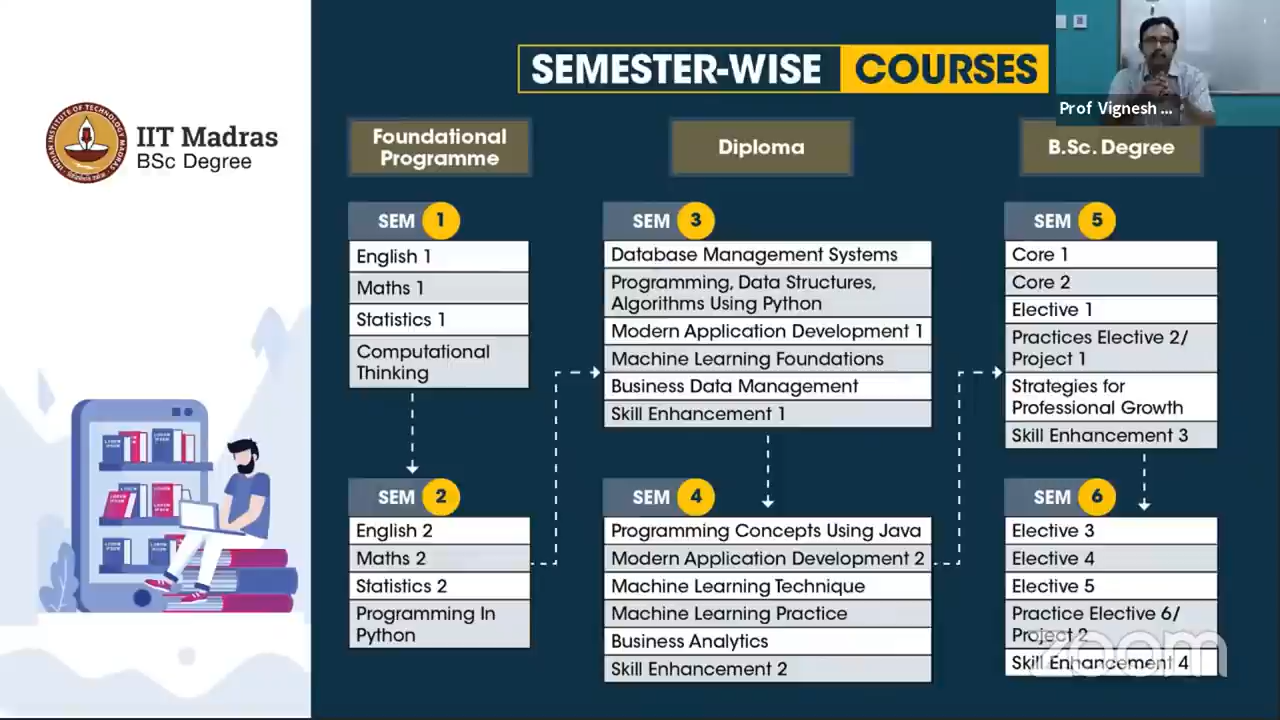 SEMESTER-WISE COURSES
Prof Vignesh ...
IIT Madras
BSc Degree
Foundational
Programme
Diploma
B.Sc. Degree
SEM 1
English 1
Maths 1
Statistics 1
Computational
Thinking
SEM 2
English 2
Maths 2
Statistics 2
Programming In
Python
SEM 3
Database Management Systems
Programming, Data Structures,
Algorithms Using Python
Modern Application Development 1
Machine Learning Foundations
Business Data Management
Skill Enhancement 1
SEM 4
Programming Concepts Using Java
Modern Application Development 2
Machine Learning Technique
Machine Learning Practice
Business Analytics
Skill Enhancement 2
SEM 5
Core 1
Core 2
Elective 1
Practices Elective 2/
Project 1
Strategies for
Professional Growth
Skill Enhancement 3
SEM 6
Elective 3
Elective 4
Elective 5
Practice Elective 6/
Project 2
Skill Enhancement 4
zoom